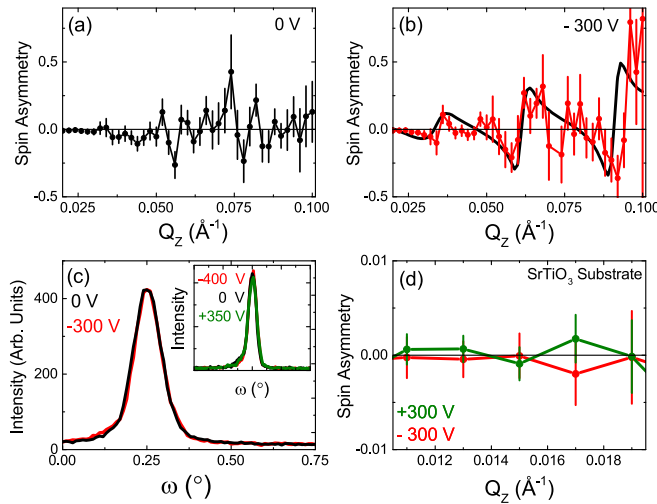 (a)
0 V
Spin Asymmetry
0.5
0.0
-0.5
0.025
0.050
0.075
0.100
Q_Z (Å⁻¹)
(b)
- 300 V
Spin Asymmetry
0.5
0.0
-0.5
0.025
0.050
0.075
0.100
Q_Z (Å⁻¹)
(c)
0 V
-300 V
Intensity (Arb. Units)
400
200
0
0.00
0.25
0.50
0.75
ω (°)
-400 V
0 V
+350 V
Intensity
ω (°)
(d)
SrTiO₃ Substrate
Spin Asymmetry
0.01
0.00
-0.01
+300 V
- 300 V
0.012
0.014
0.016
0.018
Q_Z (Å⁻¹)